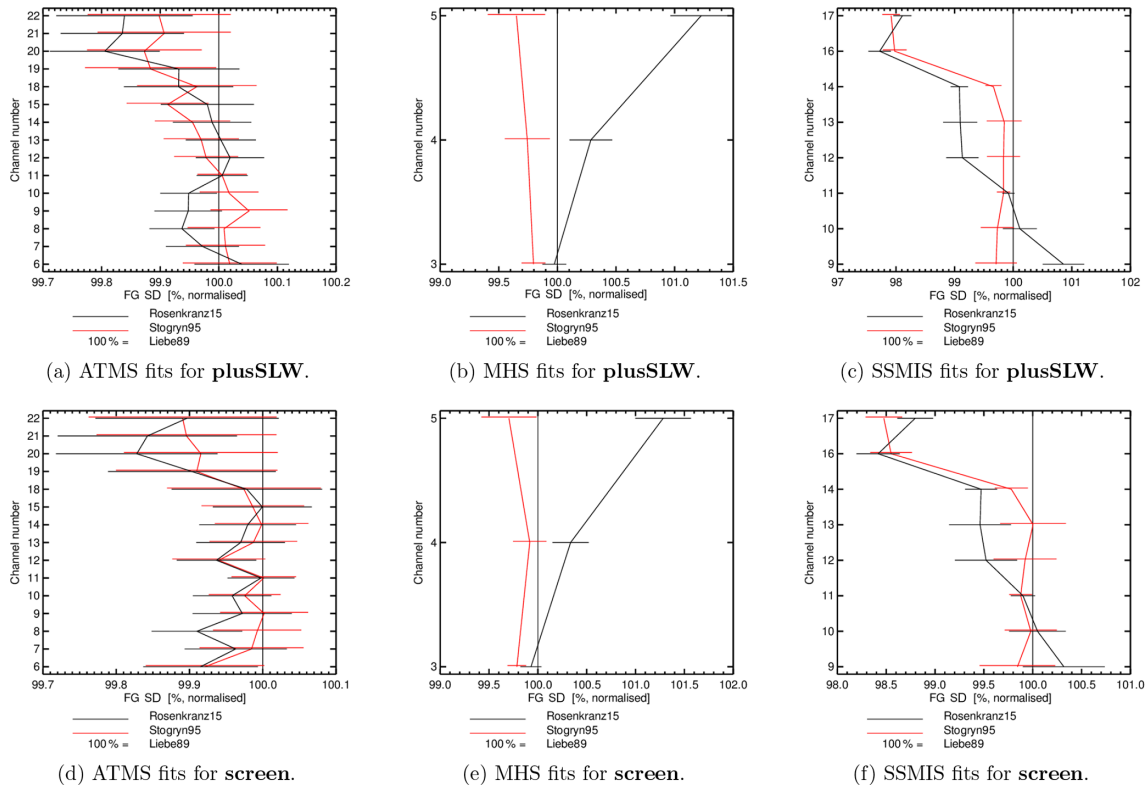 22
21
20
19
18
15
14
13
12
11
10
9
8
7
6
Channel number
99.7 99.8 99.9 100.0 100.1 100.2
FG SD [%, normalised]
Rosenkranz15
Stogryn95
100% = Liebe89
(a) ATMS fits for plusSLW.
5
4
3
Channel number
99.0 99.5 100.0 100.5 101.0 101.5
FG SD [%, normalised]
Rosenkranz15
Stogryn95
100% = Liebe89
(b) MHS fits for plusSLW.
17
16
14
13
12
11
10
9
Channel number
97 98 99 100 101 102
FG SD [%, normalised]
Rosenkranz15
Stogryn95
100% = Liebe89
(c) SSMIS fits for plusSLW.
22
21
20
19
18
15
14
13
12
11
10
9
8
7
6
Channel number
99.7 99.8 99.9 100.0 100.1
FG SD [%, normalised]
Rosenkranz15
Stogryn95
100% = Liebe89
(d) ATMS fits for screen.
5
4
3
Channel number
99.0 99.5 100.0 100.5 101.0 101.5 102.0
FG SD [%, normalised]
Rosenkranz15
Stogryn95
100% = Liebe89
(e) MHS fits for screen.
17
16
14
13
12
11
10
9
Channel number
98.0 98.5 99.0 99.5 100.0 100.5 101.0
FG SD [%, normalised]
Rosenkranz15
Stogryn95
100% = Liebe89
(f) SSMIS fits for screen.